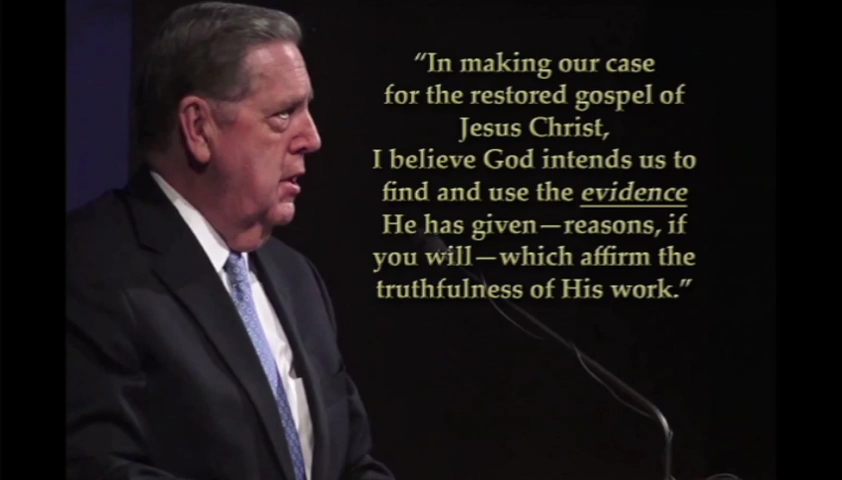 “In making our case
for the restored gospel of
Jesus Christ,
I believe God intends us to
find and use the evidence
He has given—reasons, if
you will—which affirm the
truthfulness of His work.”